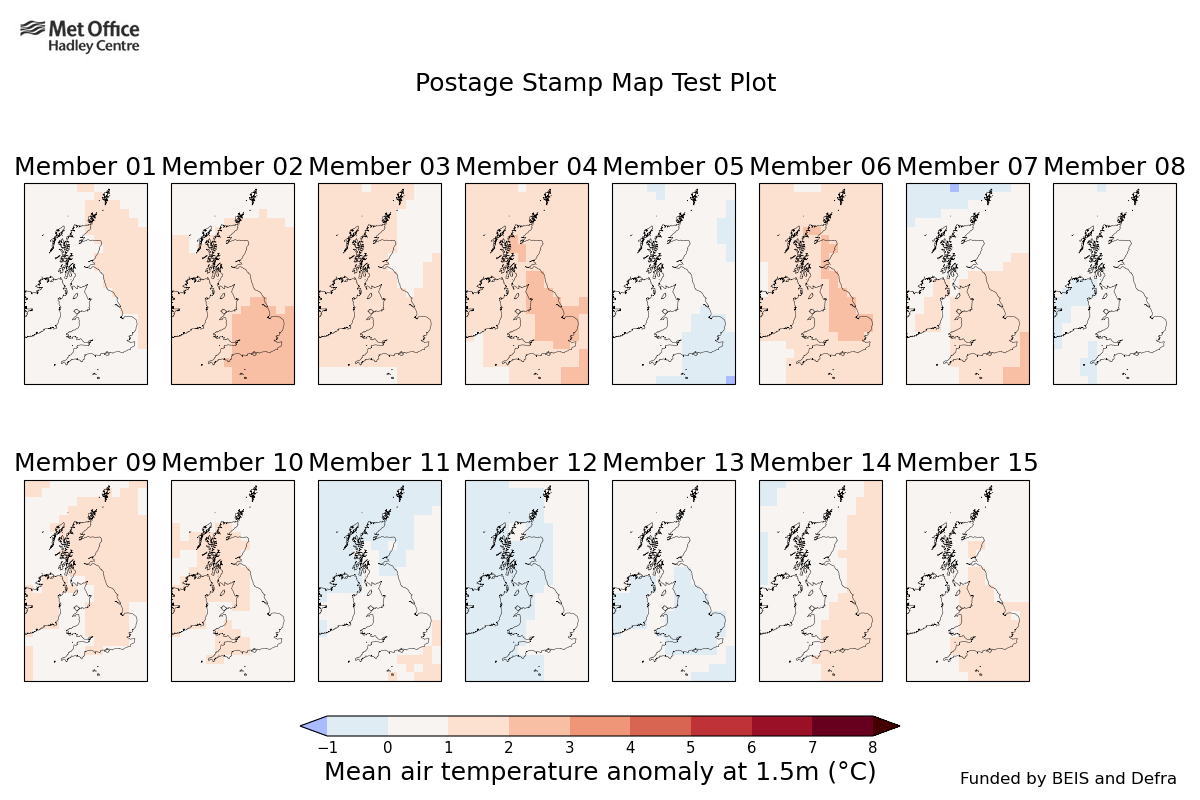 Met Office
Hadley Centre
Postage Stamp Map Test Plot
Member 01 Member 02 Member 03 Member 04 Member 05 Member 06 Member 07 Member 08
Member 09 Member 10 Member 11 Member 12 Member 13 Member 14 Member 15
−1 0 1 2 3 4 5 6 7 8
Mean air temperature anomaly at 1.5m (°C)
Funded by BEIS and Defra